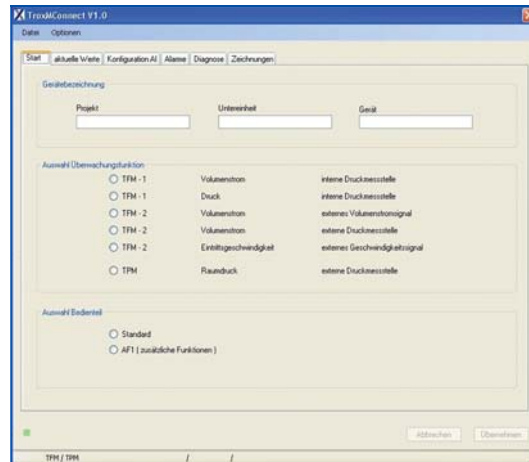 TroxMConnect V1.0
Datei Optionen
Start aktuelle Werte Konfiguration AI Alarme Diagnose Zeichnungen
Gerätebezeichnung
Projekt Untereinheit Gerät
Auswahl Überwachungsfunktion
TFM - 1 Volumenstrom interne Druckmessstelle
TFM - 1 Druck interne Druckmessstelle
TFM - 2 Volumenstrom externes Volumenstromsignal
TFM - 2 Volumenstrom externe Druckmessstelle
TFM - 2 Eintrittsgeschwindigkeit externes Geschwindigkeitssignal
TPM Raumdruck externe Druckmessstelle
Auswahl Bedienteil
Standard
AF1 ( zusätzliche Funktionen )
Abbrechen Übernehmen
TFM / TPM / /